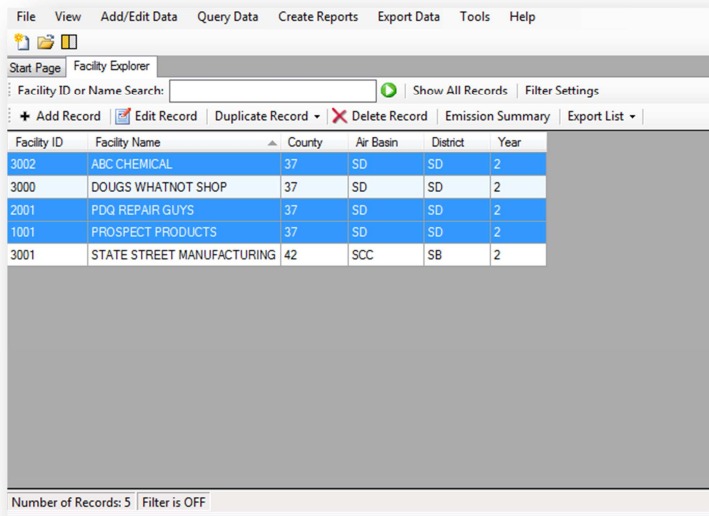 File View Add/Edit Data Query Data Create Reports Export Data Tools Help
Start Page Facility Explorer
Facility ID or Name Search: Show All Records Filter Settings
Add Record Edit Record Duplicate Record Delete Record Emission Summary Export List
Facility ID Facility Name County Air Basin District Year
3002 ABC CHEMICAL 37 SD SD 2
3000 DOUGS WHATNOT SHOP 37 SD SD 2
2001 PDQ REPAIR GUYS 37 SD SD 2
1001 PROSPECT PRODUCTS 37 SD SD 2
3001 STATE STREET MANUFACTURING 42 SCC SB 2
Number of Records: 5 Filter is OFF